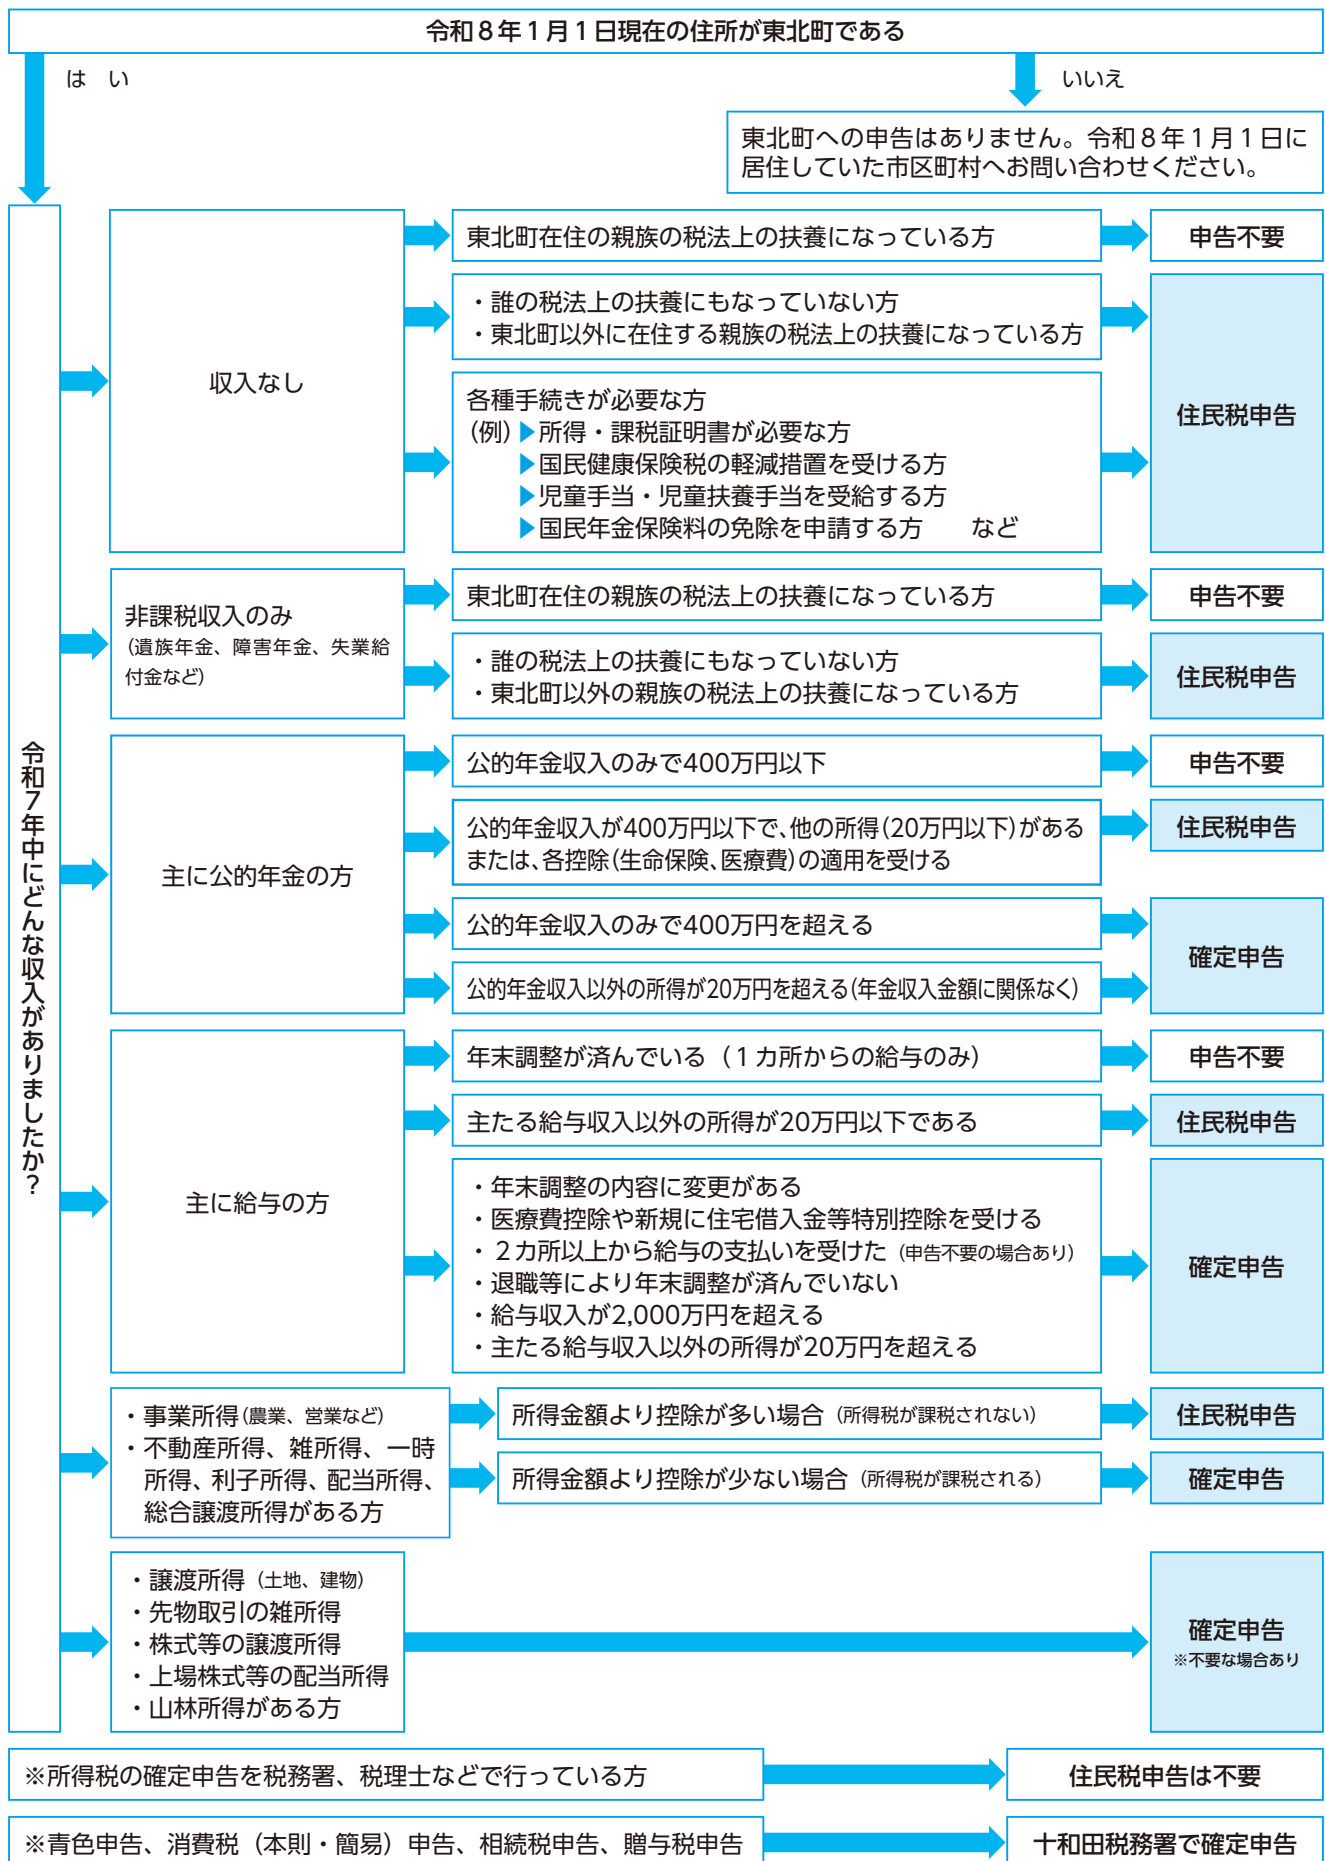 令和８年１月１日現在の住所が東北町である
は　い
いいえ
東北町への申告はありません。令和８年１月１日に
居住していた市区町村へお問い合わせください。
令和７年中にどんな収入がありましたか？
収入なし
東北町在住の親族の税法上の扶養になっている方
申告不要
・誰の税法上の扶養にもなっていない方
・東北町以外に在住する親族の税法上の扶養になっている方
各種手続きが必要な方
（例）▶所得・課税証明書が必要な方
▶国民健康保険税の軽減措置を受ける方
▶児童手当・児童扶養手当を受給する方
▶国民年金保険料の免除を申請する方　　など
住民税申告
非課税収入のみ
（遺族年金、障害年金、失業給
付金など）
東北町在住の親族の税法上の扶養になっている方
申告不要
・誰の税法上の扶養にもなっていない方
・東北町以外の親族の税法上の扶養になっている方
住民税申告
主に公的年金の方
公的年金収入のみで400万円以下
申告不要
公的年金収入が400万円以下で、他の所得（20万円以下）がある
または、各控除（生命保険、医療費）の適用を受ける
住民税申告
公的年金収入のみで400万円を超える
公的年金収入以外の所得が20万円を超える（年金収入金額に関係なく）
確定申告
主に給与の方
年末調整が済んでいる（１カ所からの給与のみ）
申告不要
主たる給与収入以外の所得が20万円以下である
住民税申告
・年末調整の内容に変更がある
・医療費控除や新規に住宅借入金等特別控除を受ける
・２カ所以上から給与の支払いを受けた（申告不要の場合あり）
・退職等により年末調整が済んでいない
・給与収入が2,000万円を超える
・主たる給与収入以外の所得が20万円を超える
確定申告
・事業所得（農業、営業など）
・不動産所得、雑所得、一時
所得、利子所得、配当所得、
総合譲渡所得がある方
所得金額より控除が多い場合（所得税が課税されない）
住民税申告
所得金額より控除が少ない場合（所得税が課税される）
確定申告
・譲渡所得（土地、建物）
・先物取引の雑所得
・株式等の譲渡所得
・上場株式等の配当所得
・山林所得がある方
確定申告
※不要な場合あり
※所得税の確定申告を税務署、税理士などで行っている方
住民税申告は不要
※青色申告、消費税（本則・簡易）申告、相続税申告、贈与税申告
十和田税務署で確定申告